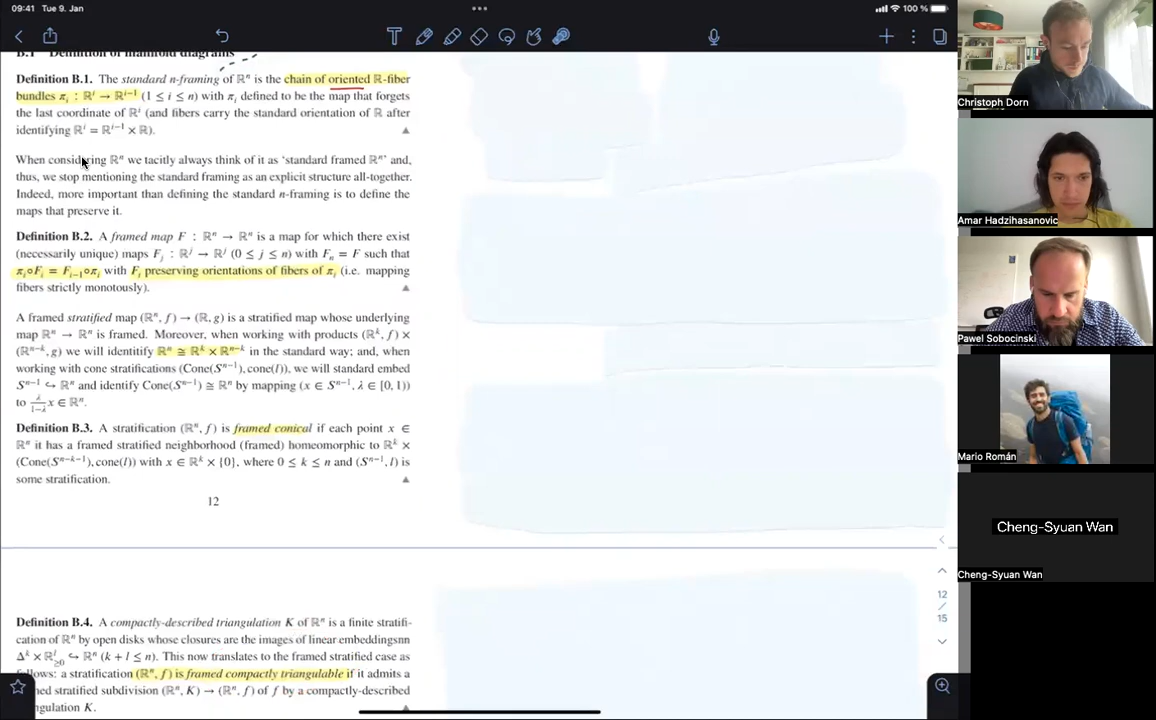 09:41 Tue 9. Jan
100 %
B.1 Definition of manifold diagrams
Definition B.1. The standard n-framing of ℝⁿ is the chain of oriented ℝ-fiber
bundles πᵢ : ℝⁱ → ℝⁱ⁻¹ (1 ≤ i ≤ n) with πᵢ defined to be the map that forgets
the last coordinate of ℝⁱ (and fibers carry the standard orientation of ℝ after
identifying ℝⁱ = ℝⁱ⁻¹ × ℝ). ▲
When considering ℝⁿ we tacitly always think of it as ‘standard framed ℝⁿ’ and,
thus, we stop mentioning the standard framing as an explicit structure all-together.
Indeed, more important than defining the standard n-framing is to define the
maps that preserve it.
Definition B.2. A framed map F : ℝⁿ → ℝⁿ is a map for which there exist
(necessarily unique) maps Fⱼ : ℝʲ → ℝʲ (0 ≤ j ≤ n) with Fₙ = F such that
πᵢ∘Fᵢ = Fᵢ₋₁∘πᵢ with Fᵢ preserving orientations of fibers of πᵢ (i.e. mapping
fibers strictly monotously). ▲
A framed stratified map (ℝⁿ, f) → (ℝ, g) is a stratified map whose underlying
map ℝⁿ → ℝⁿ is framed. Moreover, when working with products (ℝᵏ, f) ×
(ℝⁿ⁻ᵏ, g) we will identitify ℝⁿ ≅ ℝᵏ × ℝⁿ⁻ᵏ in the standard way; and, when
working with cone stratifications (Cone(Sⁿ⁻¹), cone(l)), we will standard embed
Sⁿ⁻¹ ↪ ℝⁿ and identify Cone(Sⁿ⁻¹) ≅ ℝⁿ by mapping (x ∈ Sⁿ⁻¹, λ ∈ [0, 1))
to λ/(1−λ) x ∈ ℝⁿ.
Definition B.3. A stratification (ℝⁿ, f) is framed conical if each point x ∈
ℝⁿ it has a framed stratified neighborhood (framed) homeomorphic to ℝᵏ ×
(Cone(Sⁿ⁻ᵏ⁻¹), cone(l)) with x ∈ ℝᵏ × {0}, where 0 ≤ k ≤ n and (Sⁿ⁻¹, l) is
some stratification. ▲
12
Definition B.4. A compactly-described triangulation K of ℝⁿ is a finite stratifi-
cation of ℝⁿ by open disks whose closures are the images of linear embeddingsnn
Δᵏ × ℝˡ≥0 ↪ ℝⁿ (k + l ≤ n). This now translates to the framed stratified case as
follows: a stratification (ℝⁿ, f) is framed compactly triangulable if it admits a
ned stratified subdivision (ℝⁿ, K) → (ℝⁿ, f) of f by a compactly-described
ngulation K. ▲
12
/
15
Christoph Dorn
Amar Hadzihasanovic
Pawel Sobocinski
Mario Román
Cheng-Syuan Wan
Cheng-Syuan Wan